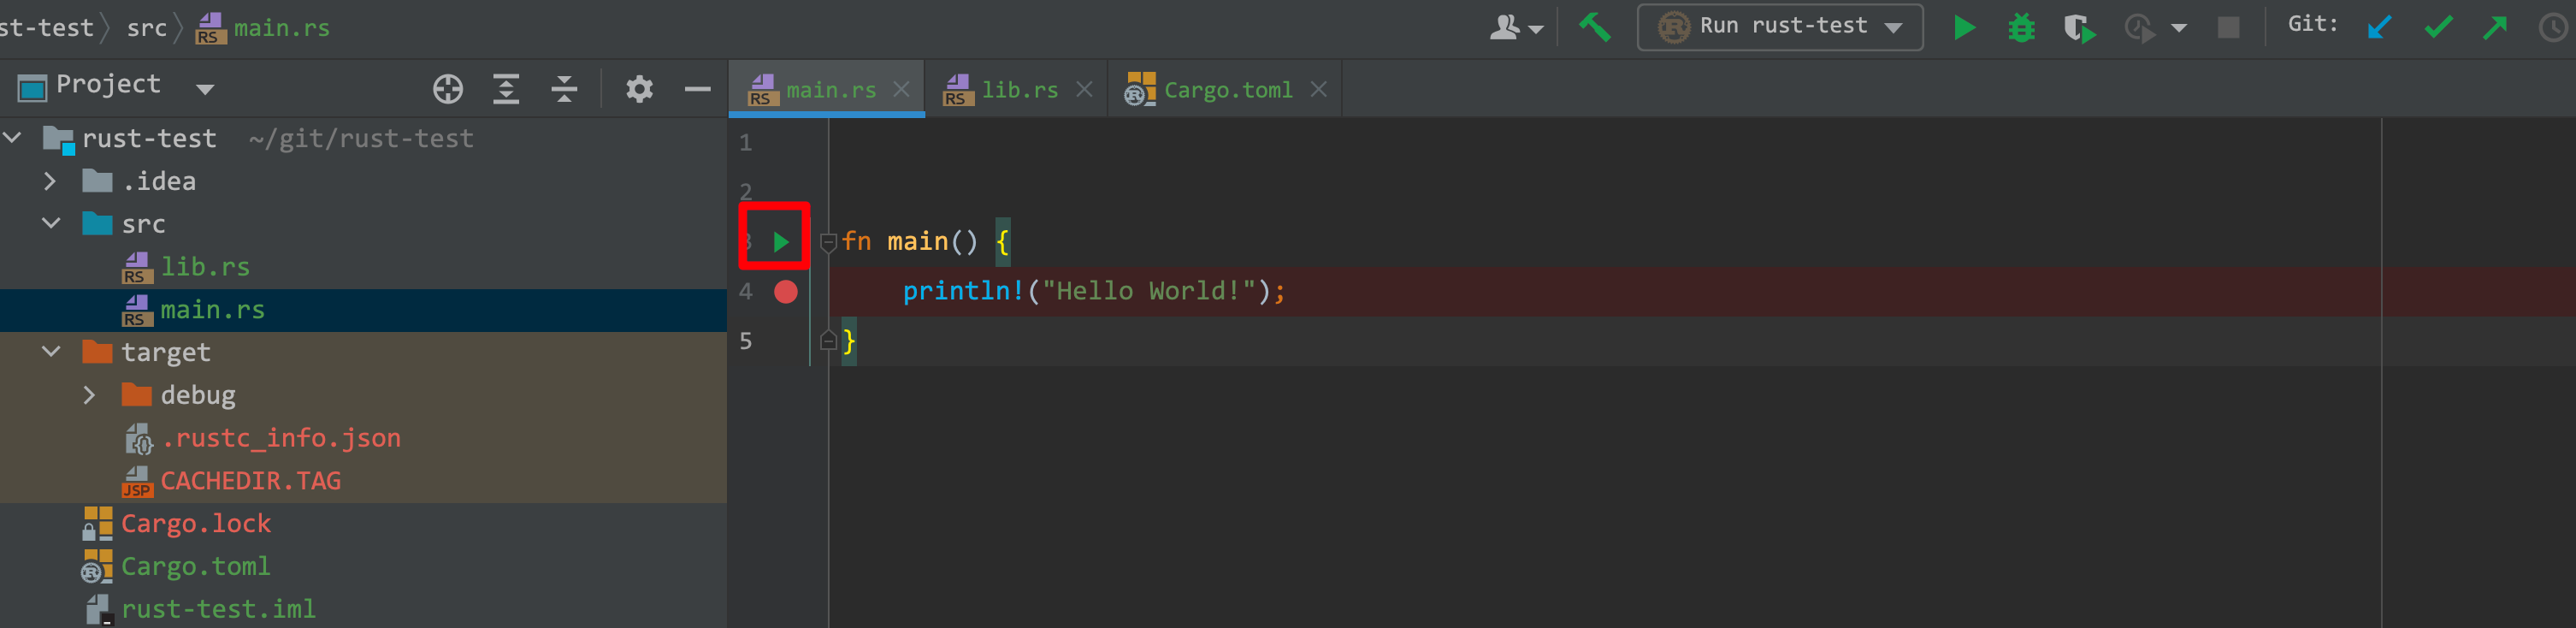 st-test src main.rs Run rust-test Git:
Project
main.rs lib.rs Cargo.toml
rust-test ~/git/rust-test
.idea
src
lib.rs
main.rs
target
debug
.rustc_info.json
CACHEDIR.TAG
Cargo.lock
Cargo.toml
rust-test.iml
1
2
3 fn main() {
4 println!("Hello World!");
5 }